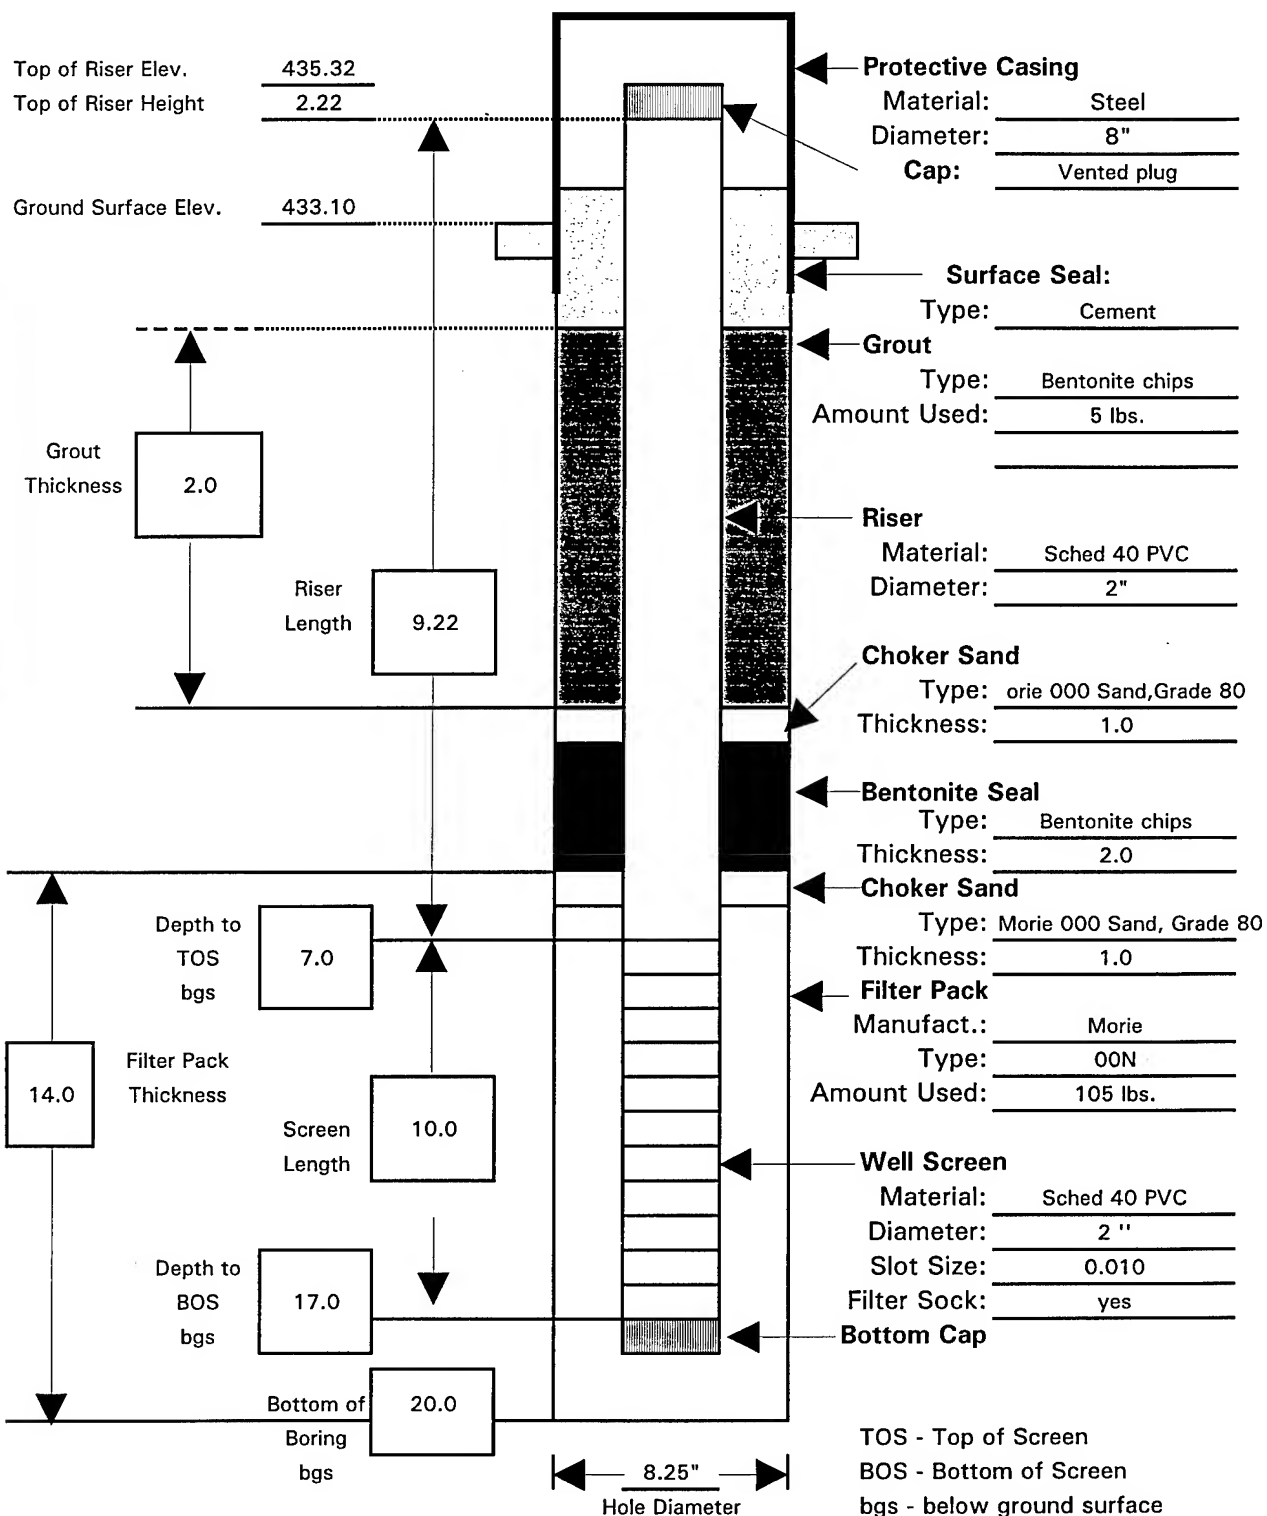 Top of Riser Elev. 435.32
Top of Riser Height 2.22
Ground Surface Elev. 433.10
Grout
Thickness
2.0
Riser
Length
9.22
Depth to
TOS
bgs
7.0
Filter Pack
Thickness
14.0
Screen
Length
10.0
Depth to
BOS
bgs
17.0
Bottom of
Boring
bgs
20.0
8.25"
Hole Diameter
Protective Casing
Material: Steel
Diameter: 8"
Cap: Vented plug
Surface Seal:
Type: Cement
Grout
Type: Bentonite chips
Amount Used: 5 lbs.
Riser
Material: Sched 40 PVC
Diameter: 2"
Choker Sand
Type: orie 000 Sand,Grade 80
Thickness: 1.0
Bentonite Seal
Type: Bentonite chips
Thickness: 2.0
Choker Sand
Type: Morie 000 Sand, Grade 80
Thickness: 1.0
Filter Pack
Manufact.: Morie
Type: 00N
Amount Used: 105 lbs.
Well Screen
Material: Sched 40 PVC
Diameter: 2 ''
Slot Size: 0.010
Filter Sock: yes
Bottom Cap
TOS - Top of Screen
BOS - Bottom of Screen
bgs - below ground surface